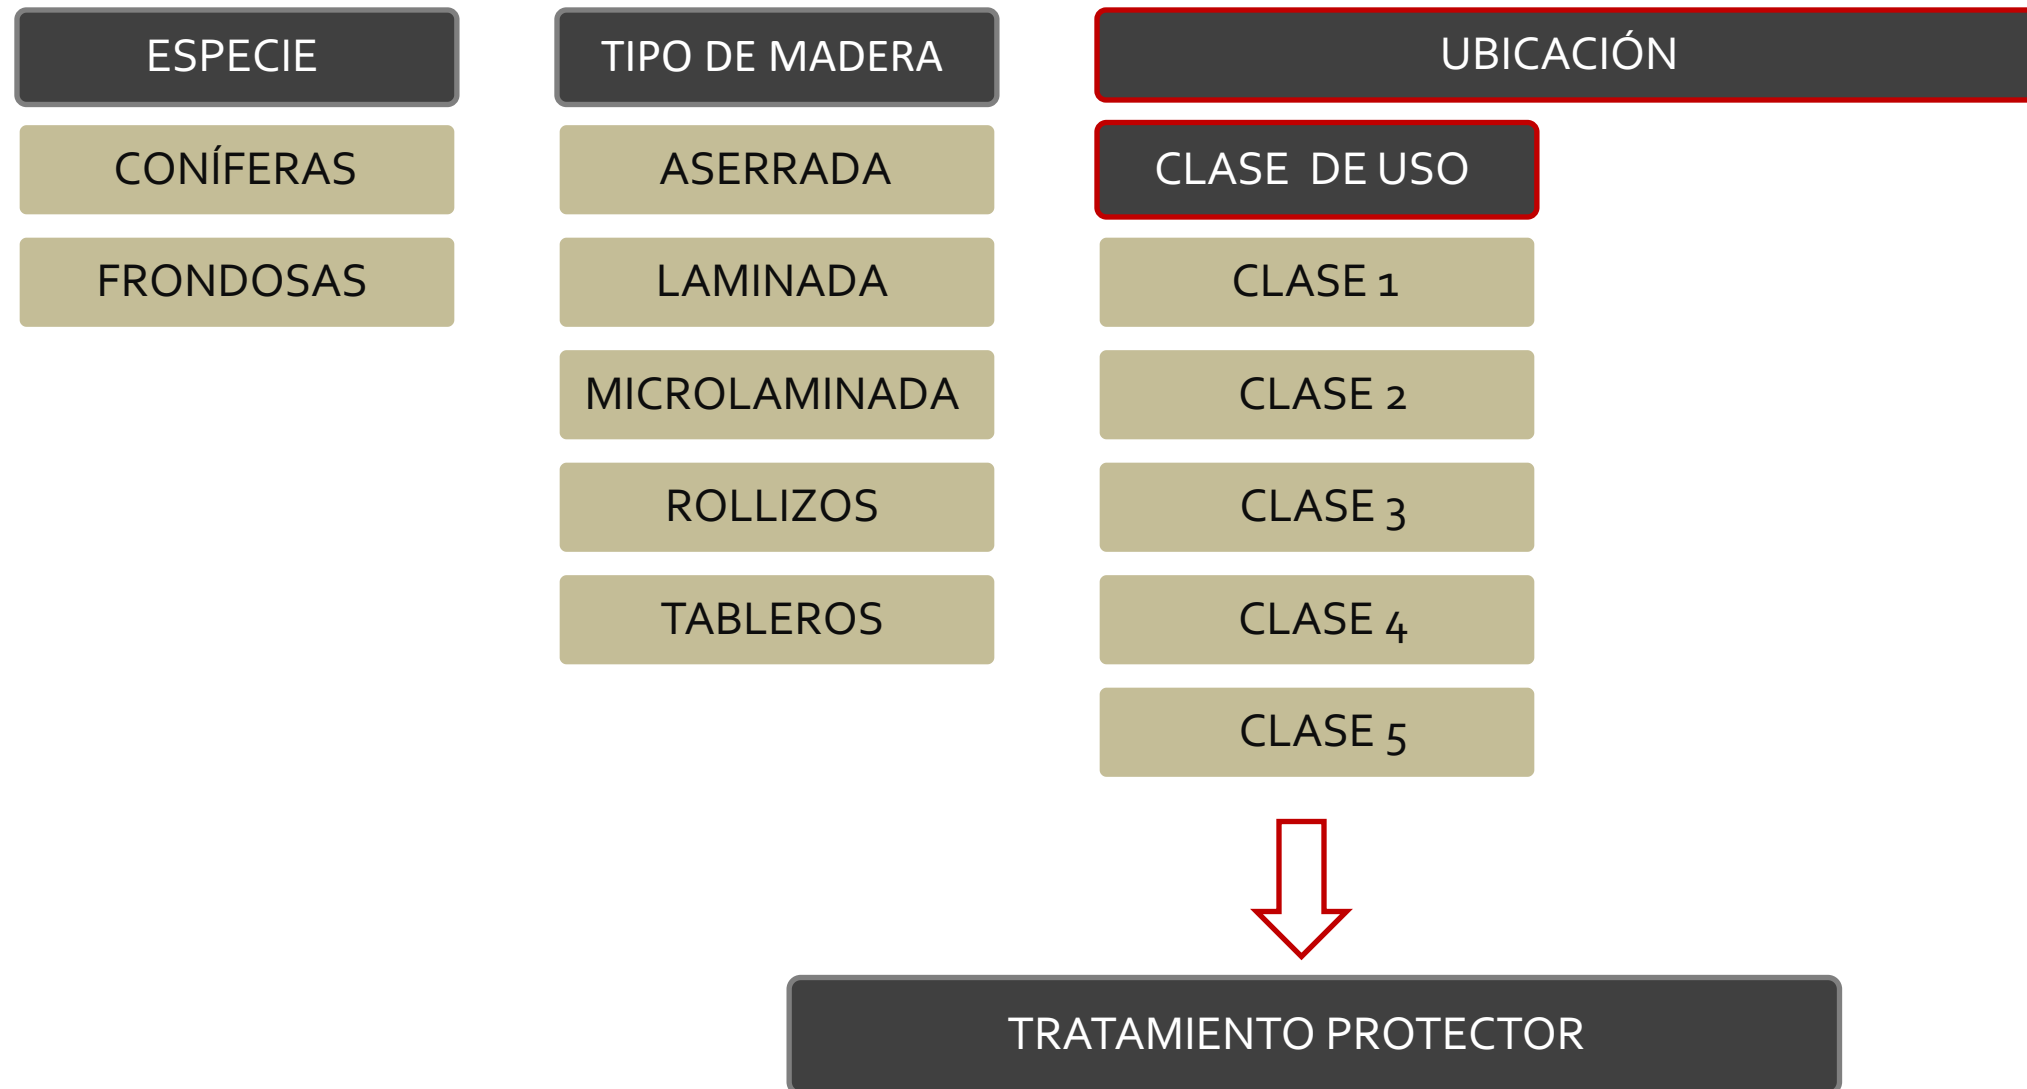 ESPECIE
CONÍFERAS
FRONDOSAS
TIPO DE MADERA
ASERRADA
LAMINADA
MICROLAMINADA
ROLLIZOS
TABLEROS
UBICACIÓN
CLASE DE USO
CLASE 1
CLASE 2
CLASE 3
CLASE 4
CLASE 5
TRATAMIENTO PROTECTOR